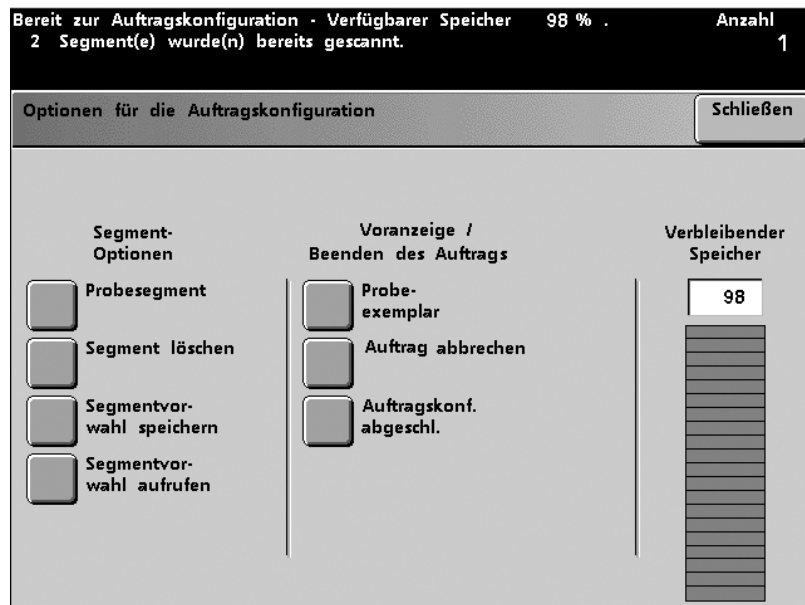 Bereit zur Auftragskonfiguration - Verfügbarer Speicher 98 % . Anzahl
2 Segment(e) wurde(n) bereits gescannt. 1
Optionen für die Auftragskonfiguration
Schließen
Segment-
Optionen
Probesegment
Segment löschen
Segmentvor-
wahl speichern
Segmentvor-
wahl aufrufen
Voranzeige /
Beenden des Auftrags
Probe-
exemplar
Auftrag abbrechen
Auftragskonf.
abgeschl.
Verbleibender
Speicher
98